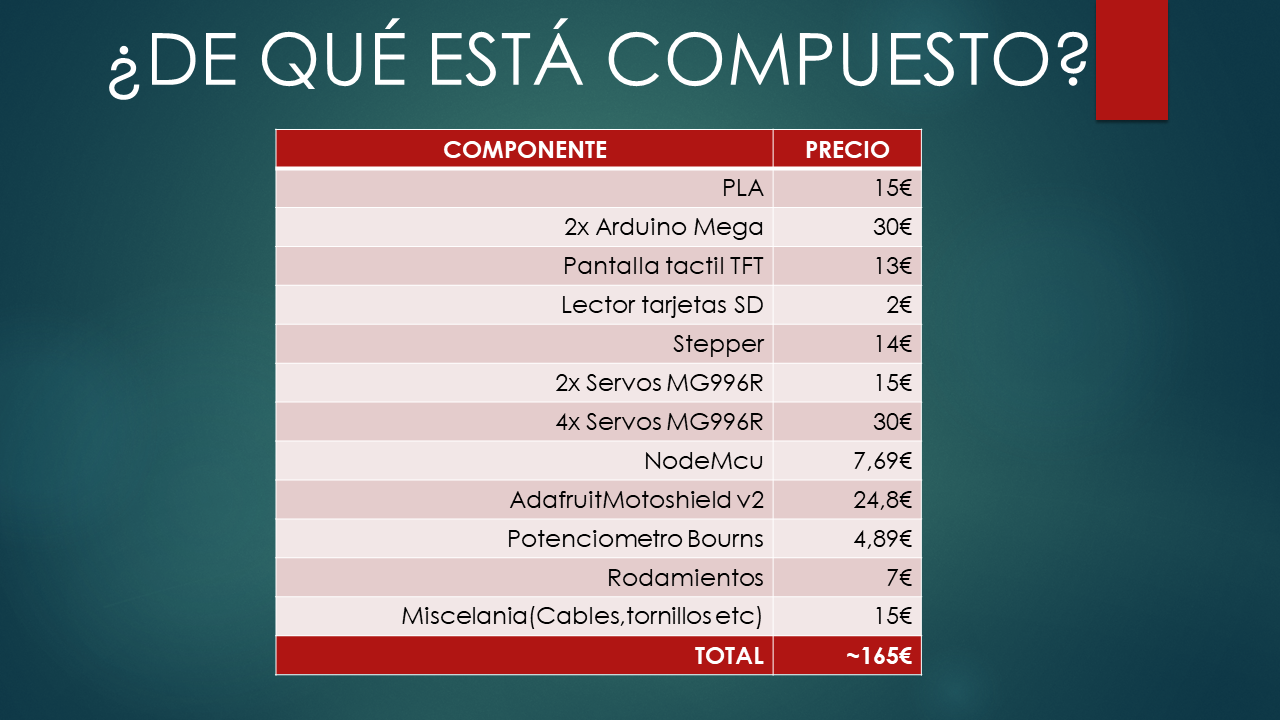 ¿DE QUÉ ESTÁ COMPUESTO?
COMPONENTE PRECIO
PLA 15€
2x Arduino Mega 30€
Pantalla tactil TFT 13€
Lector tarjetas SD 2€
Stepper 14€
2x Servos MG996R 15€
4x Servos MG996R 30€
NodeMcu 7,69€
AdafruitMotoshield v2 24,8€
Potenciometro Bourns 4,89€
Rodamientos 7€
Miscelania(Cables,tornillos etc) 15€
TOTAL ~165€